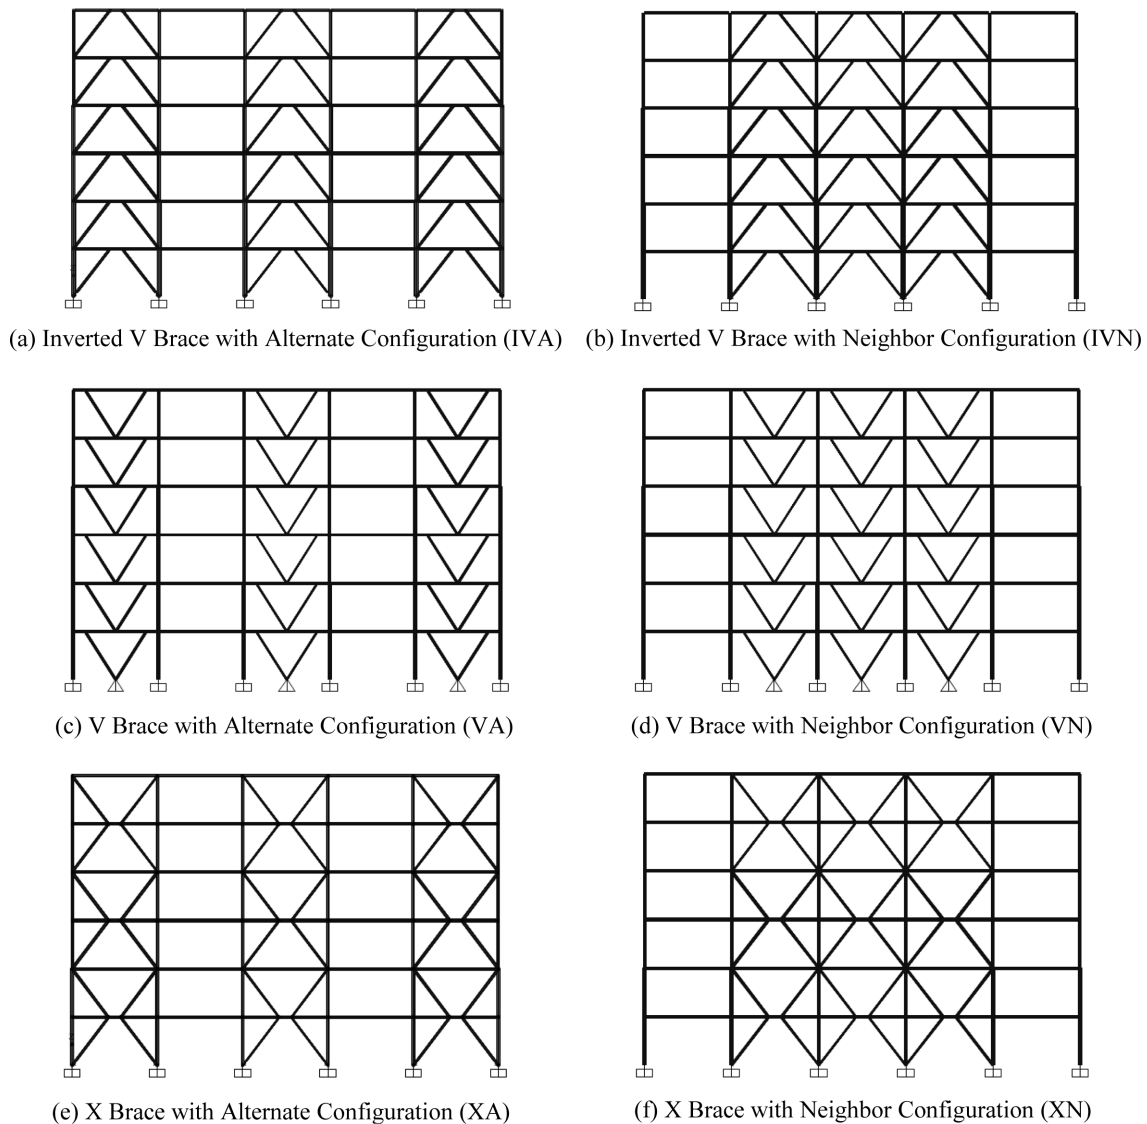 (a) Inverted V Brace with Alternate Configuration (IVA)
(b) Inverted V Brace with Neighbor Configuration (IVN)
(c) V Brace with Alternate Configuration (VA)
(d) V Brace with Neighbor Configuration (VN)
(e) X Brace with Alternate Configuration (XA)
(f) X Brace with Neighbor Configuration (XN)